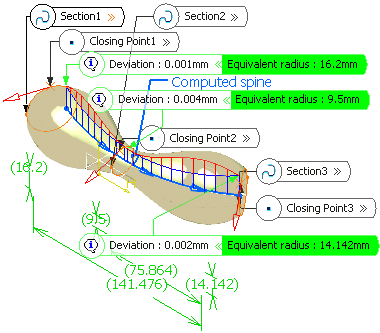 Section1 »
Section2 »
Closing Point1 »
Deviation : 0.001mm « Equivalent radius : 16.2mm
Computed spine
Deviation : 0.004mm « Equivalent radius : 9.5mm
Closing Point2 »
(16.2)
Section3 »
Closing Point3 »
(9.5)
Deviation : 0.002mm « Equivalent radius : 14.142mm
(75.864)
(141.476)
(14.142)